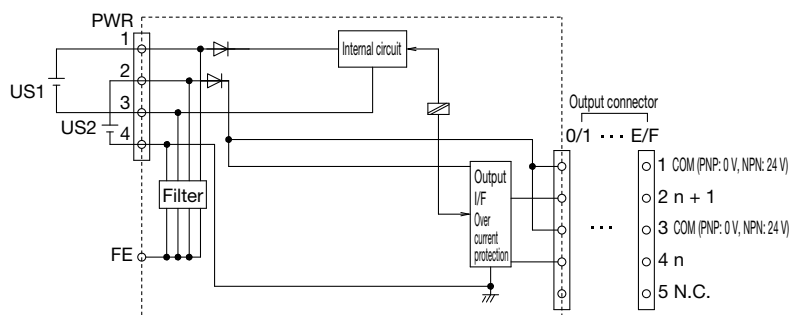 PWR
1
2
3
4
US1
US2
Internal circuit
Filter
FE
Output
I/F
Over
current
protection
Output connector
0/1 ··· E/F
···
1 COM (PNP: 0 V, NPN: 24 V)
2 n + 1
3 COM (PNP: 0 V, NPN: 24 V)
4 n
5 N.C.